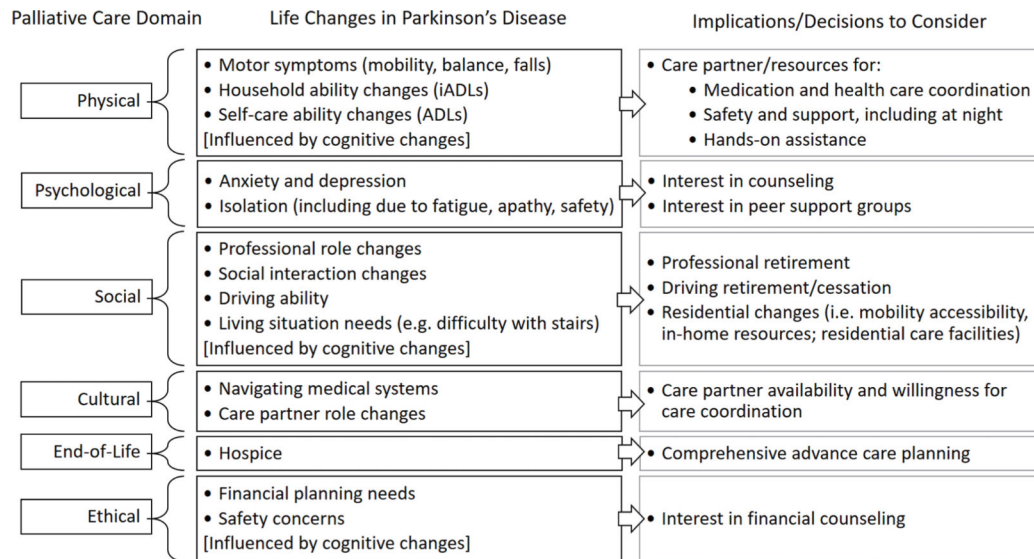 Palliative Care Domain
Life Changes in Parkinson's Disease
Implications/Decisions to Consider
Physical
• Motor symptoms (mobility, balance, falls)
• Household ability changes (iADLs)
• Self-care ability changes (ADLs)
[Influenced by cognitive changes]
• Care partner/resources for:
• Medication and health care coordination
• Safety and support, including at night
• Hands-on assistance
Psychological
• Anxiety and depression
• Isolation (including due to fatigue, apathy, safety)
• Interest in counseling
• Interest in peer support groups
Social
• Professional role changes
• Social interaction changes
• Driving ability
• Living situation needs (e.g. difficulty with stairs)
[Influenced by cognitive changes]
• Professional retirement
• Driving retirement/cessation
• Residential changes (i.e. mobility accessibility,
in-home resources; residential care facilities)
Cultural
• Navigating medical systems
• Care partner role changes
• Care partner availability and willingness for
care coordination
End-of-Life
• Hospice
• Comprehensive advance care planning
Ethical
• Financial planning needs
• Safety concerns
[Influenced by cognitive changes]
• Interest in financial counseling